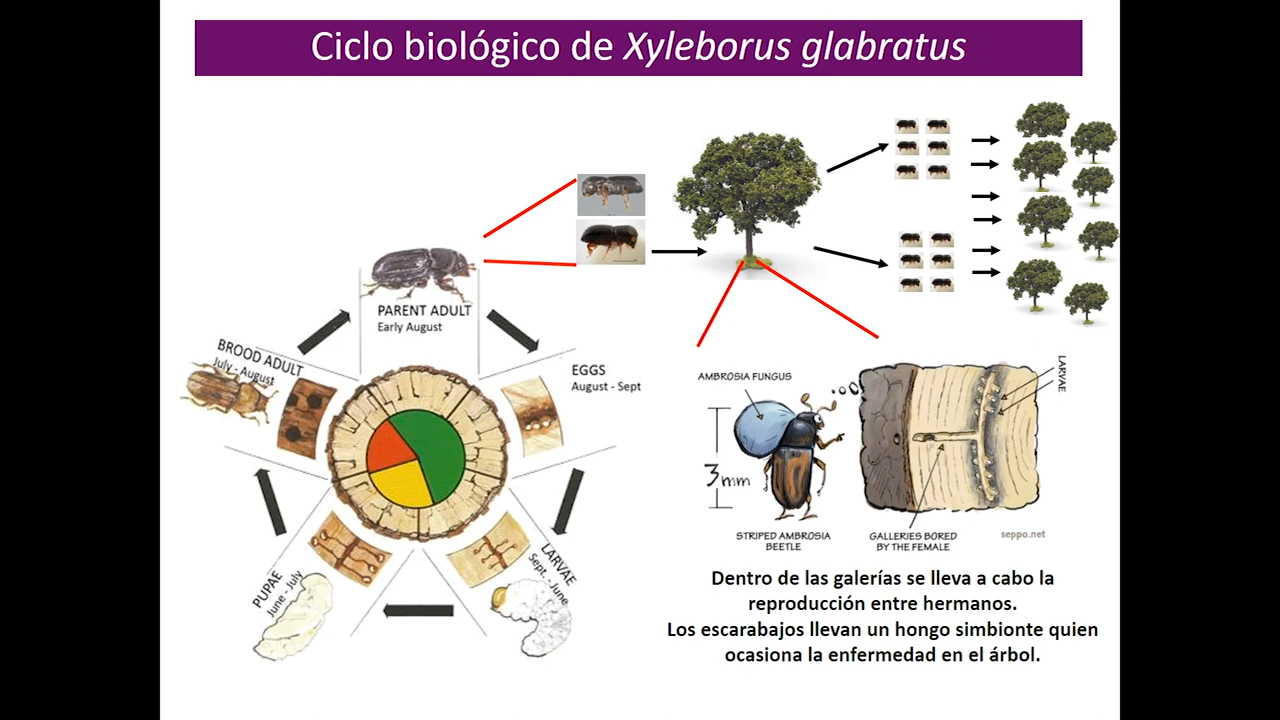 Ciclo biológico de Xyleborus glabratus
PARENT ADULT
Early August
BROOD ADULT
July - August
EGGS
August - Sept
LARVAE
Sept. - June
PUPAE
June - July
AMBROSIA FUNGUS
3mm
STRIPED AMBROSIA
BEETLE
LARVAE
GALLERIES BORED
BY THE FEMALE
seppo.net
Dentro de las galerías se lleva a cabo la
reproducción entre hermanos.
Los escarabajos llevan un hongo simbionte quien
ocasiona la enfermedad en el árbol.